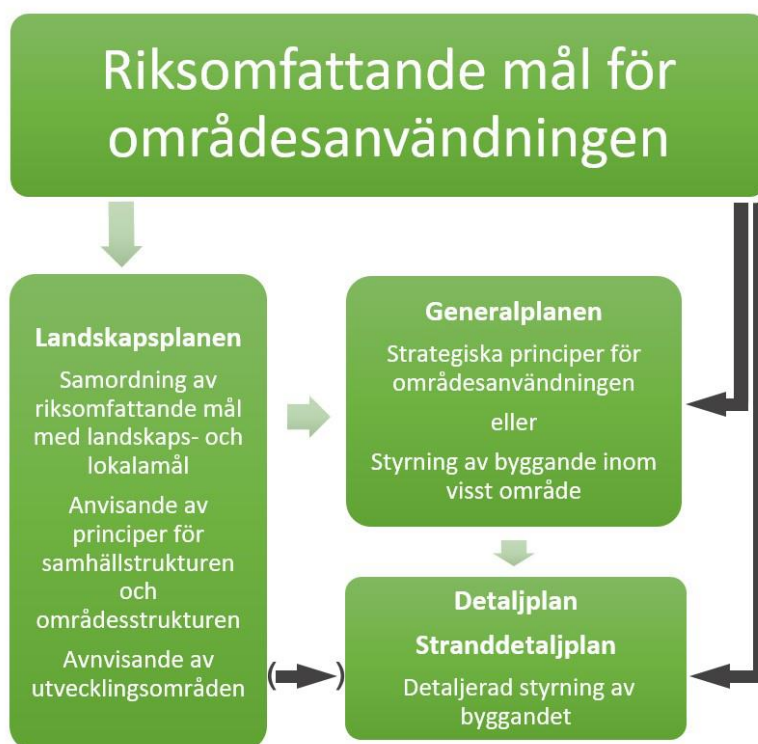 Riksomfattande mål för
områdesanvändningen
Landskapsplanen
Samordning av
riksomfattande mål
med landskaps- och
lokalamål
Anvisande av
principer för
samhällstrukturen
och
områdesstrukturen
Avnvisande av
utvecklingsområden
Generalplanen
Strategiska principer för
områdesanvändningen
eller
Styrning av byggande inom
visst område
( )
Detaljplan
Stranddetaljplan
Detaljerad styrning av
byggandet